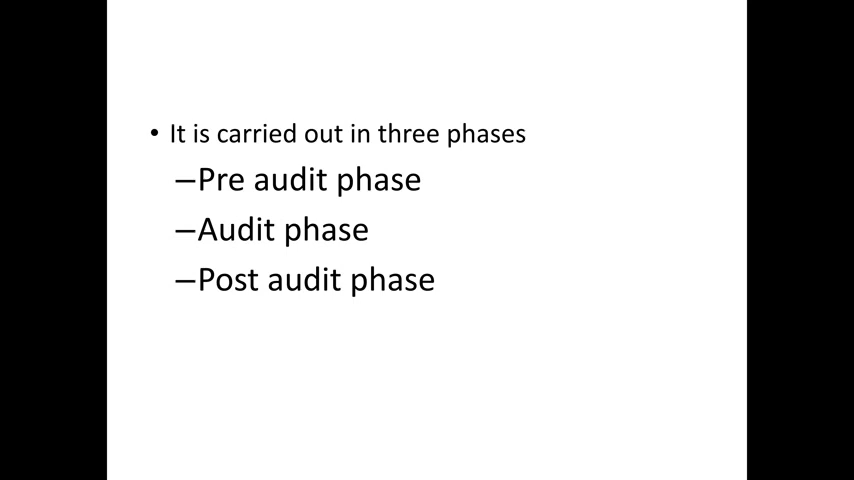 • It is carried out in three phases
–Pre audit phase
–Audit phase
–Post audit phase